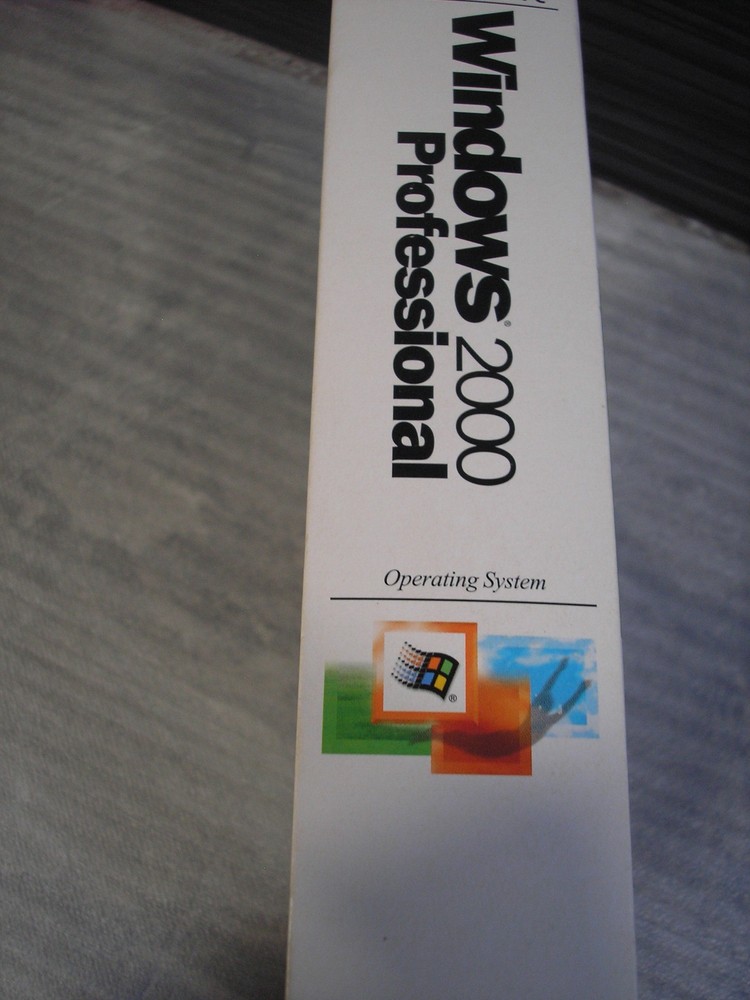 Windows® 2000
Professional
Operating System
®